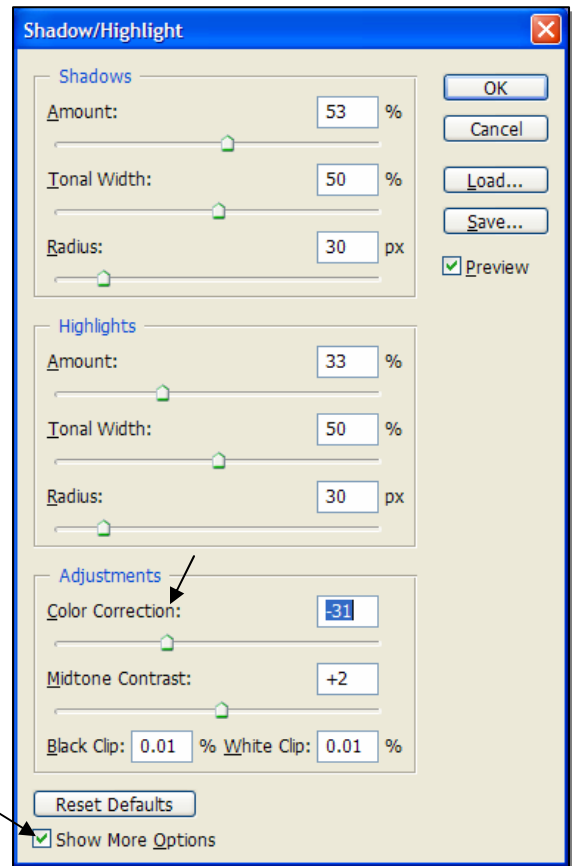 Shadow/Highlight
Shadows
Amount: 53 %
Tonal Width: 50 %
Radius: 30 px
OK
Cancel
Load...
Save...
Preview
Highlights
Amount: 33 %
Tonal Width: 50 %
Radius: 30 px
Adjustments
Color Correction: -31
Midtone Contrast: +2
Black Clip: 0.01 % White Clip: 0.01 %
Reset Defaults
Show More Options